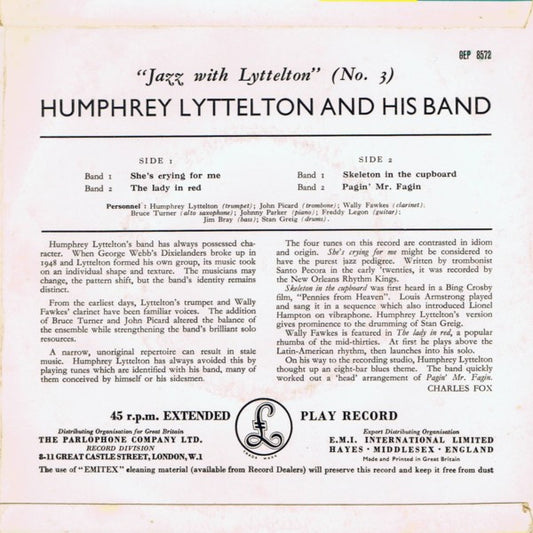 GEP 8572
“Jazz with Lyttelton” (No. 3)
HUMPHREY LYTTELTON AND HIS BAND
SIDE 1
Band 1 She's crying for me
Band 2 The lady in red
SIDE 2
Band 1 Skeleton in the cupboard
Band 2 Pagin' Mr. Fagin
Personnel : Humphrey Lyttelton (trumpet); John Picard (trombone); Wally Fawkes (clarinet)
Bruce Turner (alto saxophone); Johnny Parker (piano); Freddy Legon (guitar);
Jim Bray (bass); Stan Greig (drums).
Humphrey Lyttelton's band has always possessed cha-
racter. When George Webb's Dixielanders broke up in
1948 and Lyttelton formed his own group, its music took
on an individual shape and texture. The musicians may
change, the pattern shift, but the band's identity remains
distinct.
From the earliest days, Lyttelton's trumpet and Wally
Fawkes' clarinet have been familiar voices. The addition
of Bruce Turner and John Picard altered the balance of
the ensemble while strengthening the band's brilliant solo
resources.
A narrow, unoriginal repertoire can result in stale
music. Humphrey Lyttelton has always avoided this by
playing tunes which are identified with his band, many of
them conceived by himself or his sidesmen.
The four tunes on this record are contrasted in idiom
and origin. She's crying for me might be considered to
have the purest jazz pedigree. Written by trombonist
Santo Pecora in the early 'twenties, it was recorded by
the New Orleans Rhythm Kings.
Skeleton in the cupboard was first heard in a Bing Crosby
film, “Pennies from Heaven”. Louis Armstrong played
and sang it in a sequence which also introduced Lionel
Hampton on vibraphone. Humphrey Lyttelton's version
gives prominence to the drumming of Stan Greig.
Wally Fawkes is featured in The lady in red, a popular
rhumba of the mid-thirties. At first he plays above the
Latin-American rhythm, then launches into his solo.
On his way to the recording studio, Humphrey Lyttelton
thought up an eight-bar blues theme. The band quickly
worked out a 'head' arrangement of Pagin' Mr. Fagin.
CHARLES FOX
45 r.p.m. EXTENDED PLAY RECORD
£
TRADE MARK
Distributing Organisation for Great Britain
THE PARLOPHONE COMPANY LTD.
RECORD DIVISION
8-11 GREAT CASTLE STREET, LONDON, W.1
Export Distributing Organisation
E.M.I. INTERNATIONAL LIMITED
HAYES · MIDDLESEX · ENGLAND
Made and Printed in Great Britain
The use of “EMITEX” cleaning material (available from Record Dealers) will preserve this record and keep it free from dust